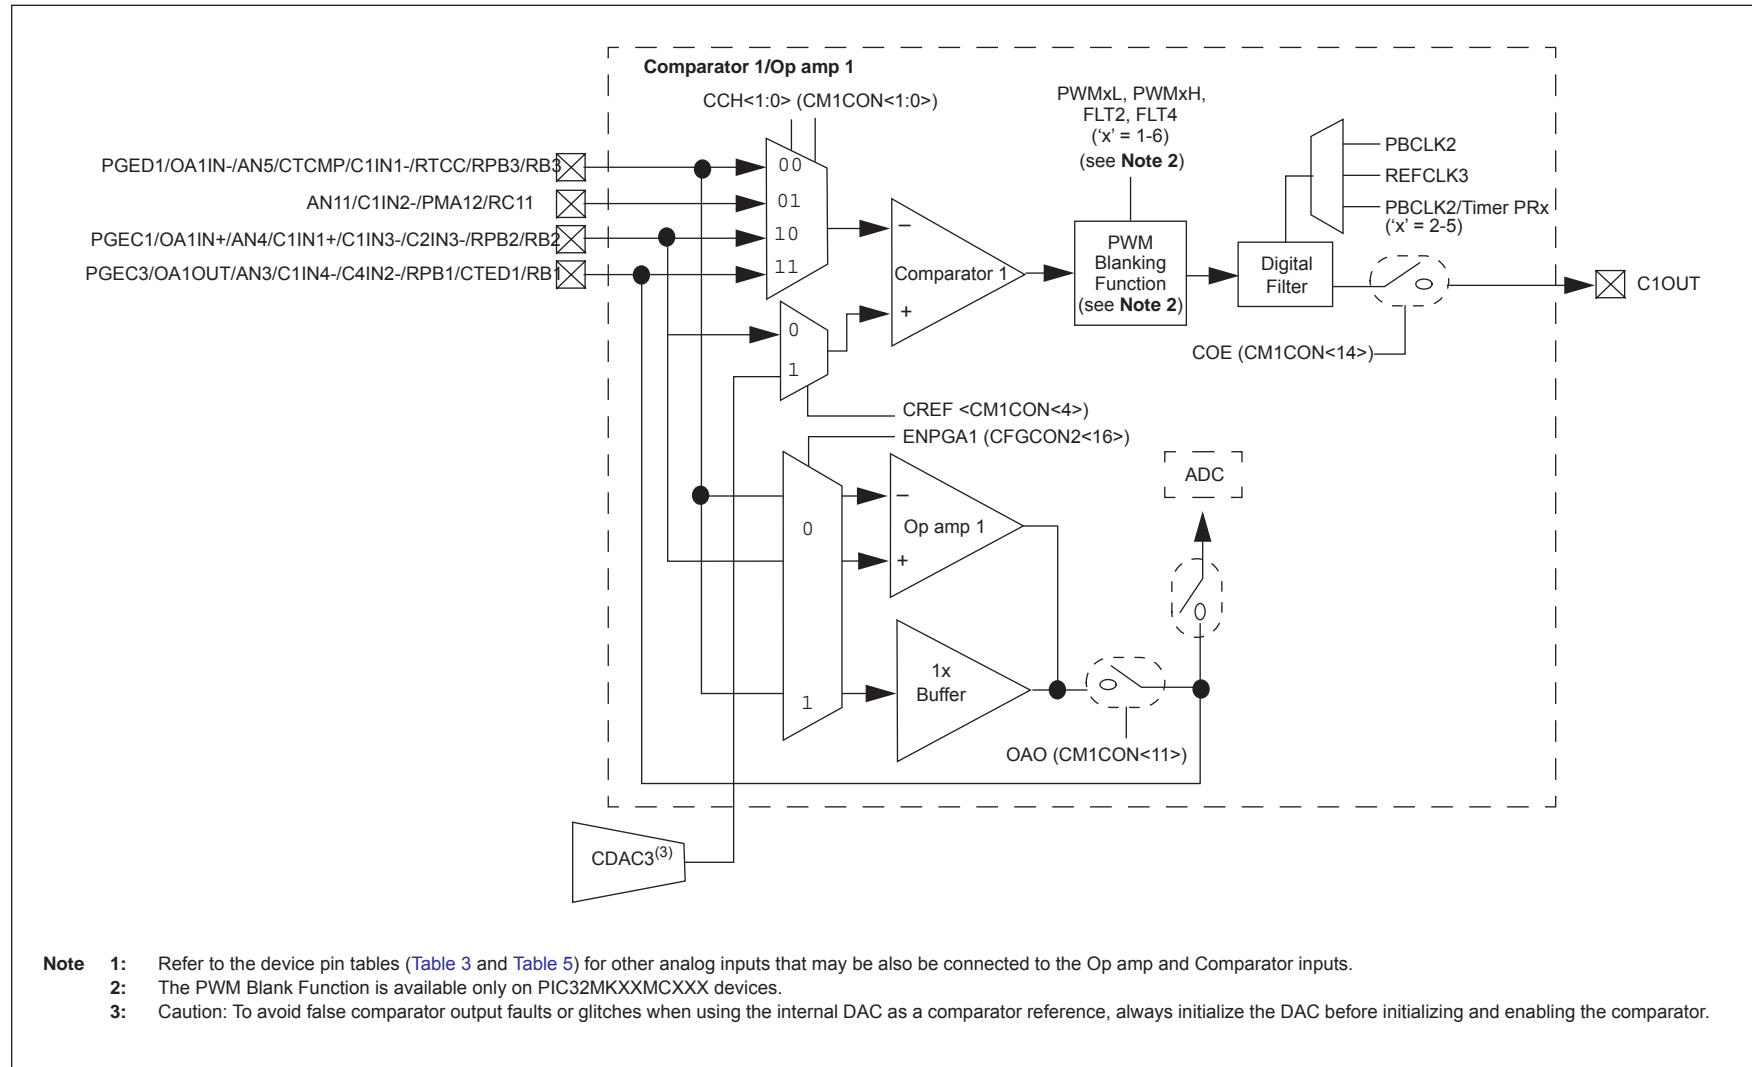 Comparator 1/Op amp 1
CCH<1:0> (CM1CON<1:0>)
PWMxL, PWMxH,
FLT2, FLT4
(‘x’ = 1-6)
(see Note 2)
PBCLK2
REFCLK3
PBCLK2/Timer PRx
(‘x’ = 2-5)
PGED1/OA1IN-/AN5/CTCMP/C1IN1-/RTCC/RPB3/RB3
AN11/C1IN2-/PMA12/RC11
PGEC1/OA1IN+/AN4/C1IN1+/C1IN3-/C2IN3-/RPB2/RB2
PGEC3/OA1OUT/AN3/C1IN4-/C4IN2-/RPB1/CTED1/RB1
00
01
10
11
–
Comparator 1
+
PWM
Blanking
Function
(see Note 2)
Digital
Filter
C1OUT
COE (CM1CON<14>)
0
1
CREF <CM1CON<4>)
ENPGA1 (CFGCON2<16>)
0
1
–
Op amp 1
+
ADC
1x
Buffer
OAO (CM1CON<11>)
CDAC3(3)
Note 1: Refer to the device pin tables (Table 3 and Table 5) for other analog inputs that may be also be connected to the Op amp and Comparator inputs.
2: The PWM Blank Function is available only on PIC32MKXXMCXXX devices.
3: Caution: To avoid false comparator output faults or glitches when using the internal DAC as a comparator reference, always initialize the DAC before initializing and enabling the comparator.